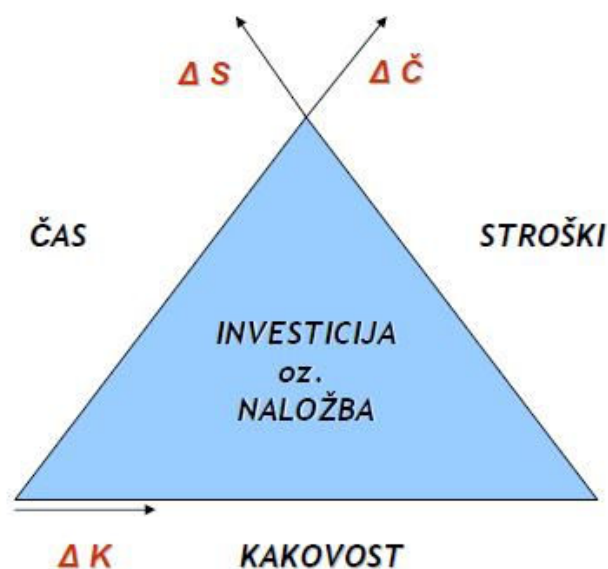 Δ S
Δ Č
ČAS
STROŠKI
INVESTICIJA
oz.
NALOŽBA
Δ K
KAKOVOST